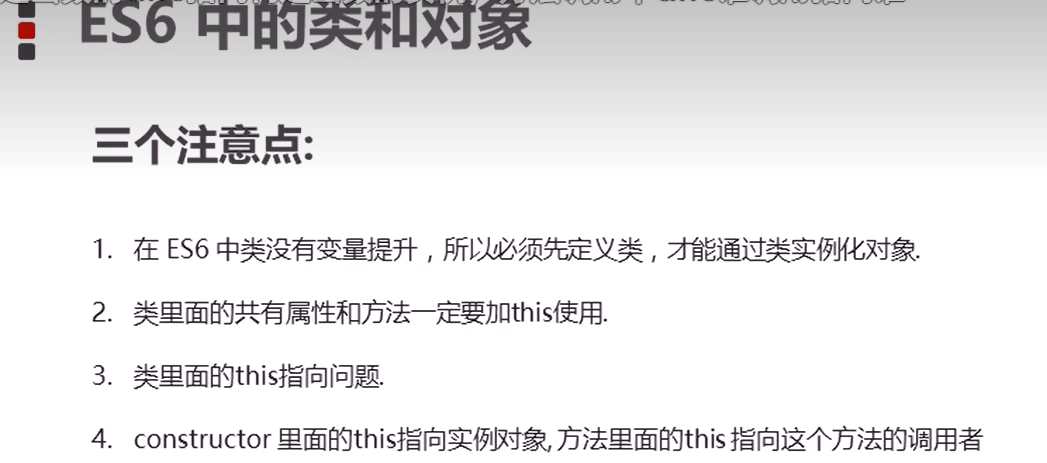 ES6 中的类和对象
三个注意点:
1. 在 ES6 中类没有变量提升，所以必须先定义类，才能通过类实例化对象.
2. 类里面的共有属性和方法一定要加this使用.
3. 类里面的this指向问题.
4. constructor 里面的this指向实例对象, 方法里面的this 指向这个方法的调用者